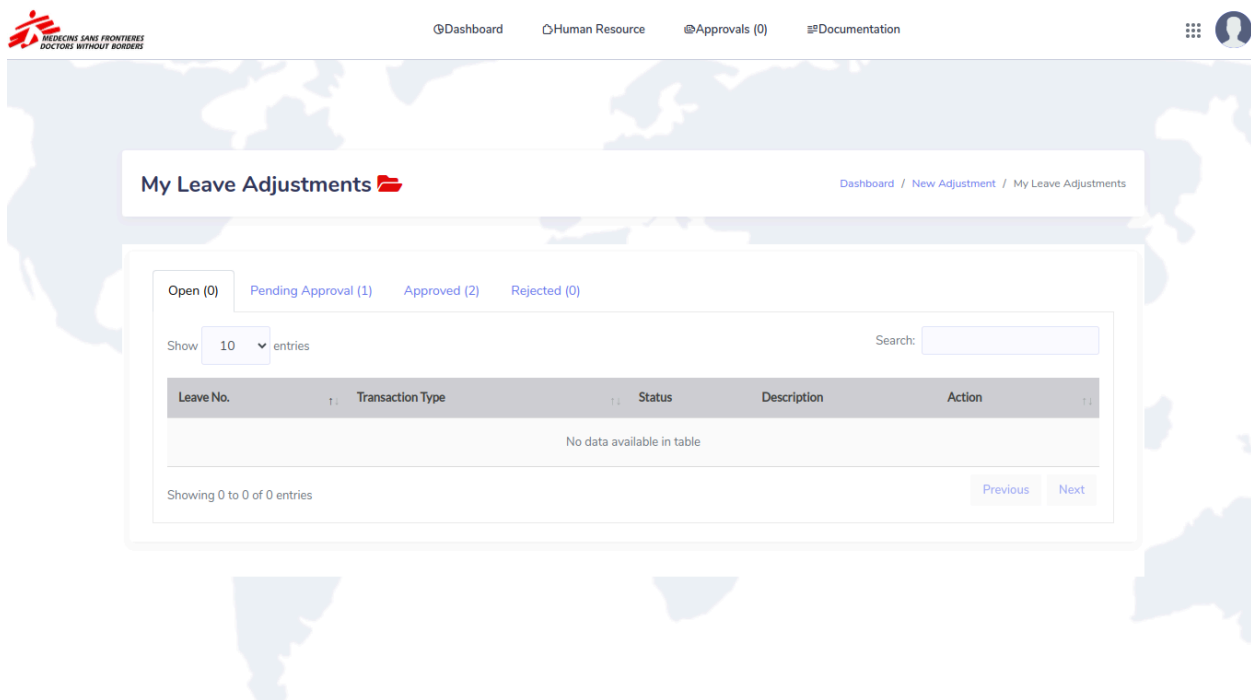 MEDECINS SANS FRONTIERES
DOCTORS WITHOUT BORDERS
Dashboard Human Resource Approvals (0) Documentation
My Leave Adjustments
Dashboard / New Adjustment / My Leave Adjustments
Open (0) Pending Approval (1) Approved (2) Rejected (0)
Show 10 entries Search:
Leave No. Transaction Type Status Description Action
No data available in table
Showing 0 to 0 of 0 entries Previous Next